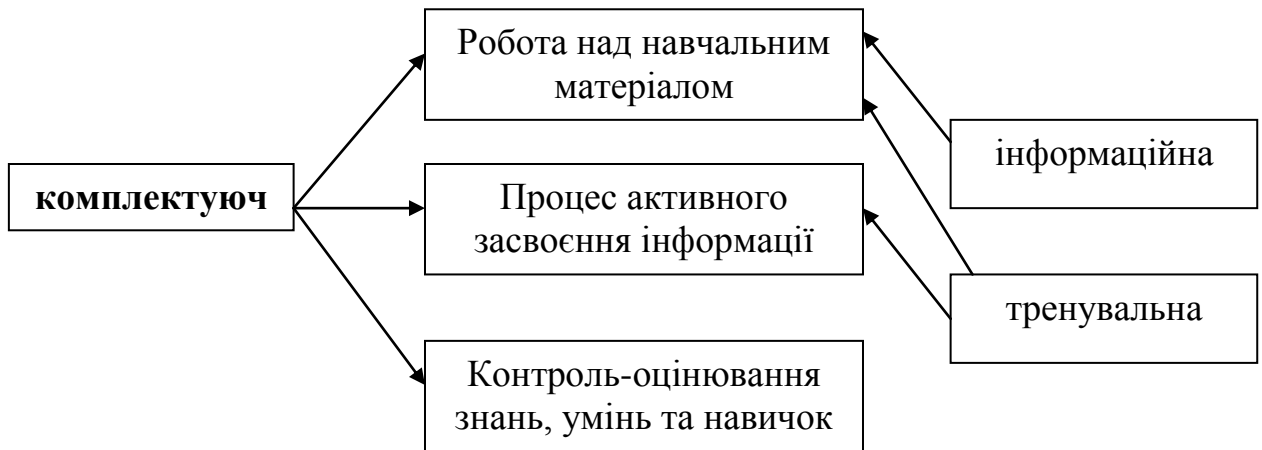 Робота над навчальним
матеріалом
інформаційна
комплектуюч
Процес активного
засвоєння інформації
тренувальна
Контроль-оцінювання
знань, умінь та навичок